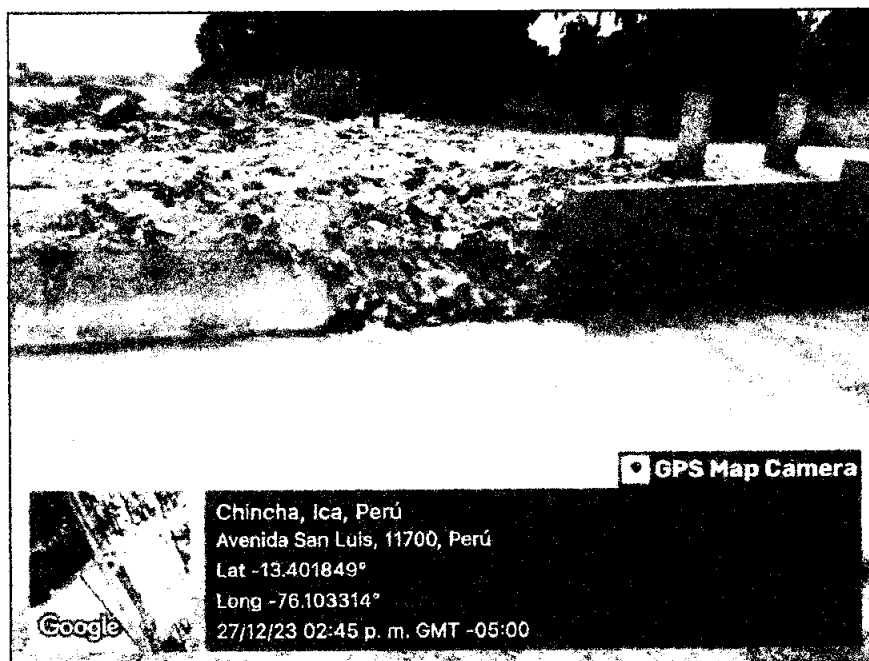 GPS Map Camera
Chincha, Ica, Perú
Avenida San Luis, 11700, Perú
Lat -13.401849°
Long -76.103314°
27/12/23 02:45 p. m. GMT -05:00
Google